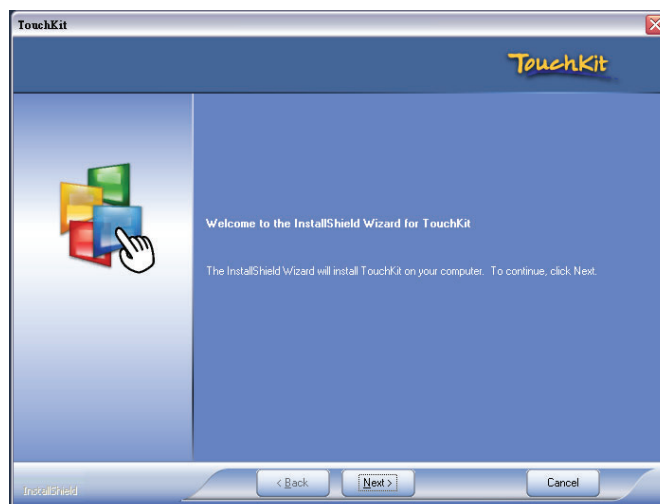 TouchKit
TouchKit
Welcome to the InstallShield Wizard for TouchKit
The InstallShield Wizard will install TouchKit on your computer. To continue, click Next.
InstallShield
< Back
Next >
Cancel